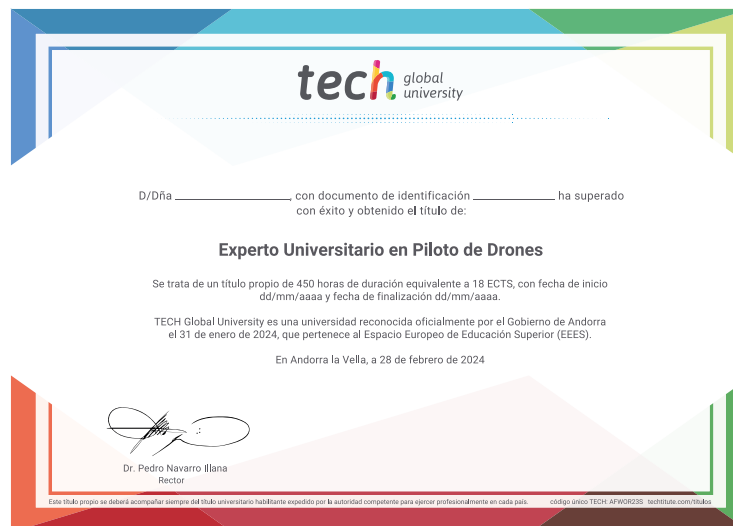 tech global university
D/Dña ____________________, con documento de identificación ______________ ha superado
con éxito y obtenido el título de:
Experto Universitario en Piloto de Drones
Se trata de un título propio de 450 horas de duración equivalente a 18 ECTS, con fecha de inicio
dd/mm/aaaa y fecha de finalización dd/mm/aaaa.
TECH Global University es una universidad reconocida oficialmente por el Gobierno de Andorra
el 31 de enero de 2024, que pertenece al Espacio Europeo de Educación Superior (EEES).
En Andorra la Vella, a 28 de febrero de 2024
Dr. Pedro Navarro Illana
Rector
Este título propio se deberá acompañar siempre del título universitario habilitante expedido por la autoridad competente para ejercer profesionalmente en cada país. código único TECH: AFWOR23S techtitute.com/titulos